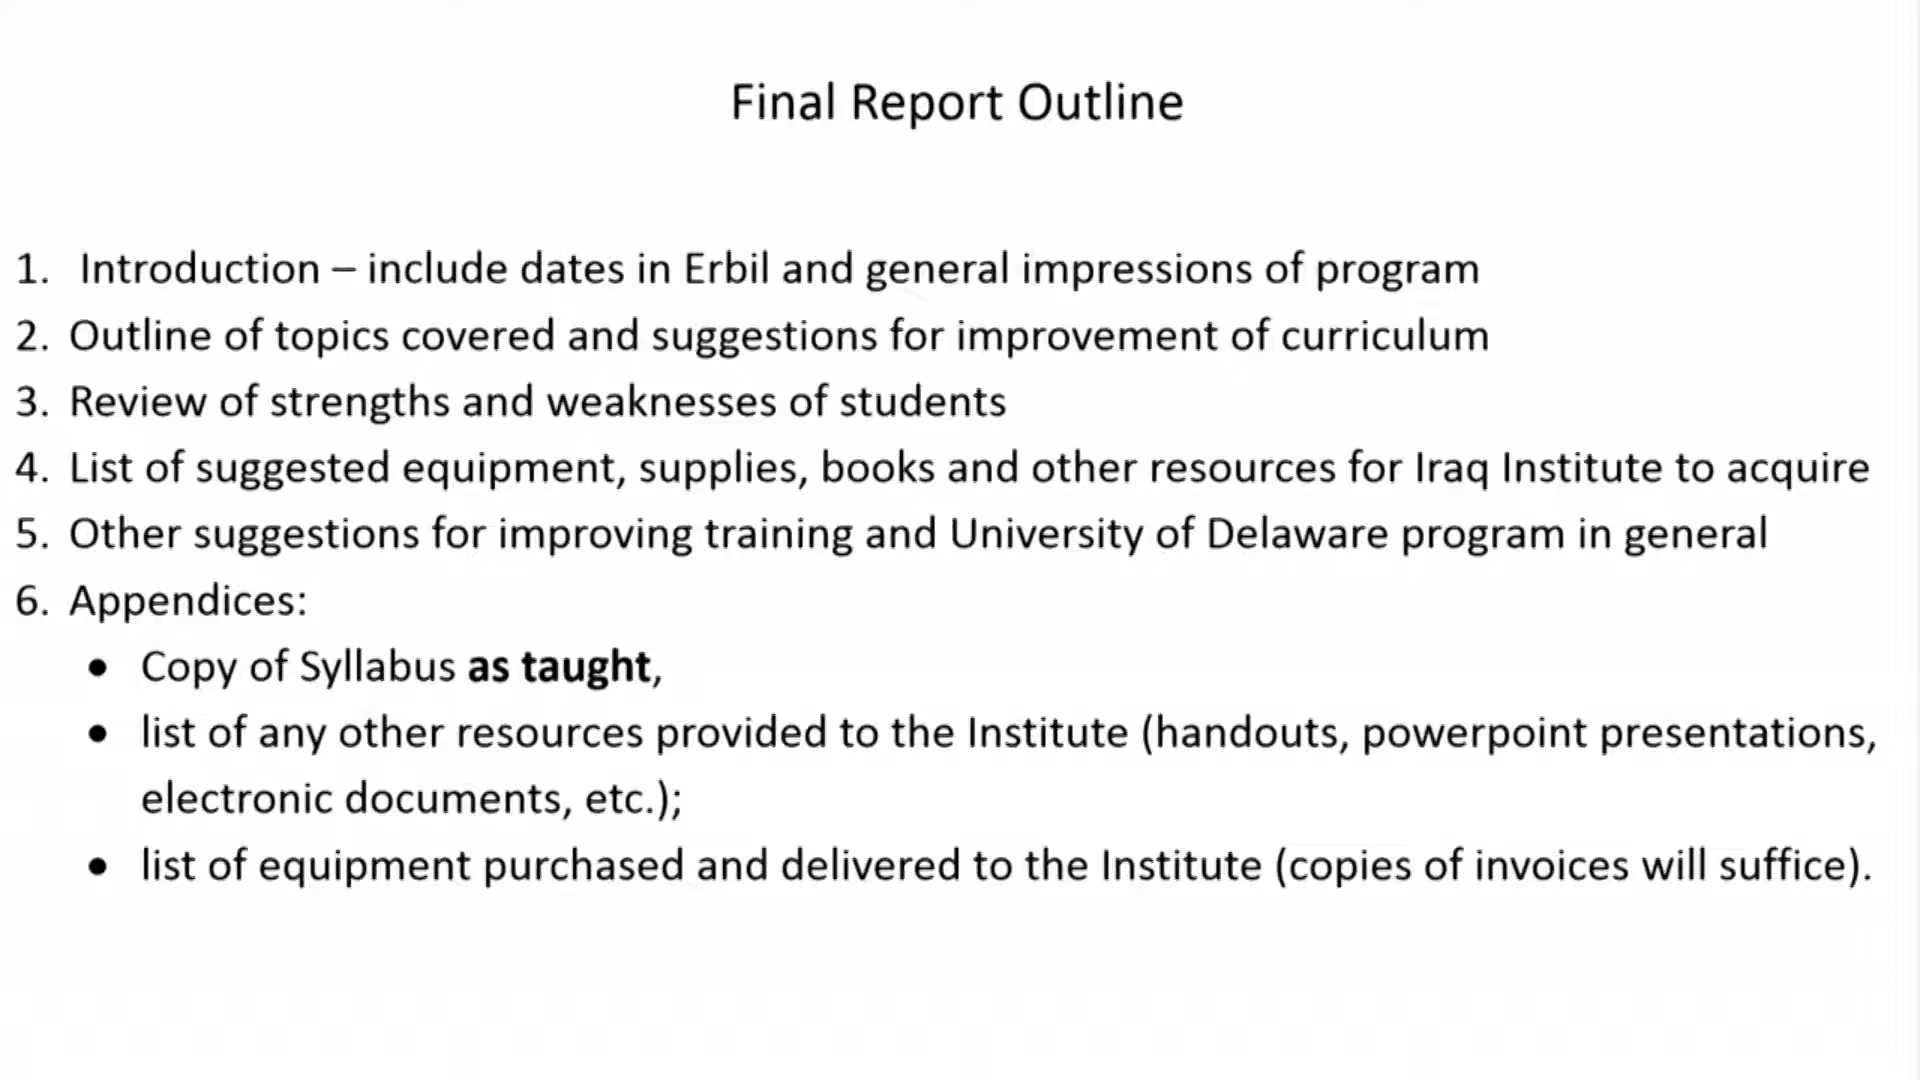 Final Report Outline
1. Introduction – include dates in Erbil and general impressions of program
2. Outline of topics covered and suggestions for improvement of curriculum
3. Review of strengths and weaknesses of students
4. List of suggested equipment, supplies, books and other resources for Iraq Institute to acquire
5. Other suggestions for improving training and University of Delaware program in general
6. Appendices:
• Copy of Syllabus as taught,
• list of any other resources provided to the Institute (handouts, powerpoint presentations,
electronic documents, etc.);
• list of equipment purchased and delivered to the Institute (copies of invoices will suffice).